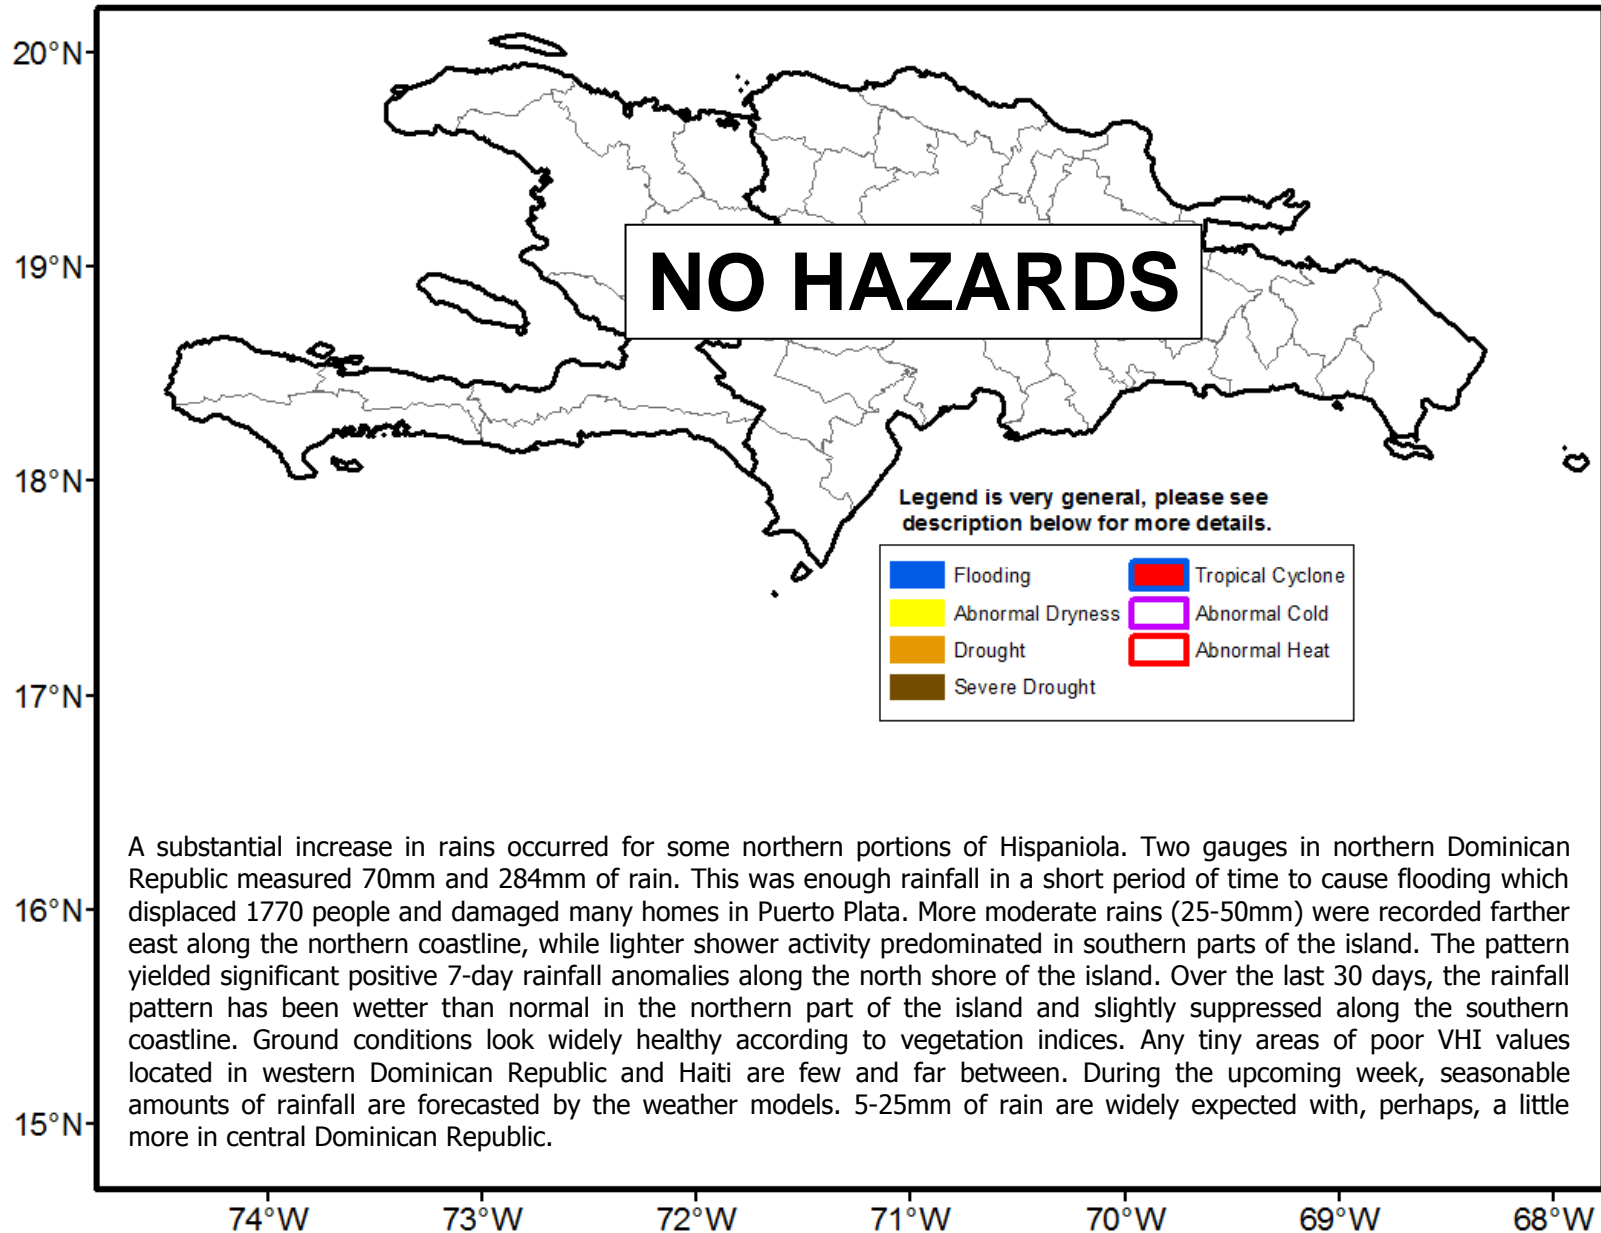 20°N
19°N
18°N
17°N
16°N
15°N
NO HAZARDS
Legend is very general, please see
description below for more details.
Flooding
Tropical Cyclone
Abnormal Dryness
Abnormal Cold
Drought
Abnormal Heat
Severe Drought
A substantial increase in rains occurred for some northern portions of Hispaniola. Two gauges in northern Dominican
Republic measured 70mm and 284mm of rain. This was enough rainfall in a short period of time to cause flooding which
displaced 1770 people and damaged many homes in Puerto Plata. More moderate rains (25-50mm) were recorded farther
east along the northern coastline, while lighter shower activity predominated in southern parts of the island. The pattern
yielded significant positive 7-day rainfall anomalies along the north shore of the island. Over the last 30 days, the rainfall
pattern has been wetter than normal in the northern part of the island and slightly suppressed along the southern
coastline. Ground conditions look widely healthy according to vegetation indices. Any tiny areas of poor VHI values
located in western Dominican Republic and Haiti are few and far between. During the upcoming week, seasonable
amounts of rainfall are forecasted by the weather models. 5-25mm of rain are widely expected with, perhaps, a little
more in central Dominican Republic.
74°W
73°W
72°W
71°W
70°W
69°W
68°W